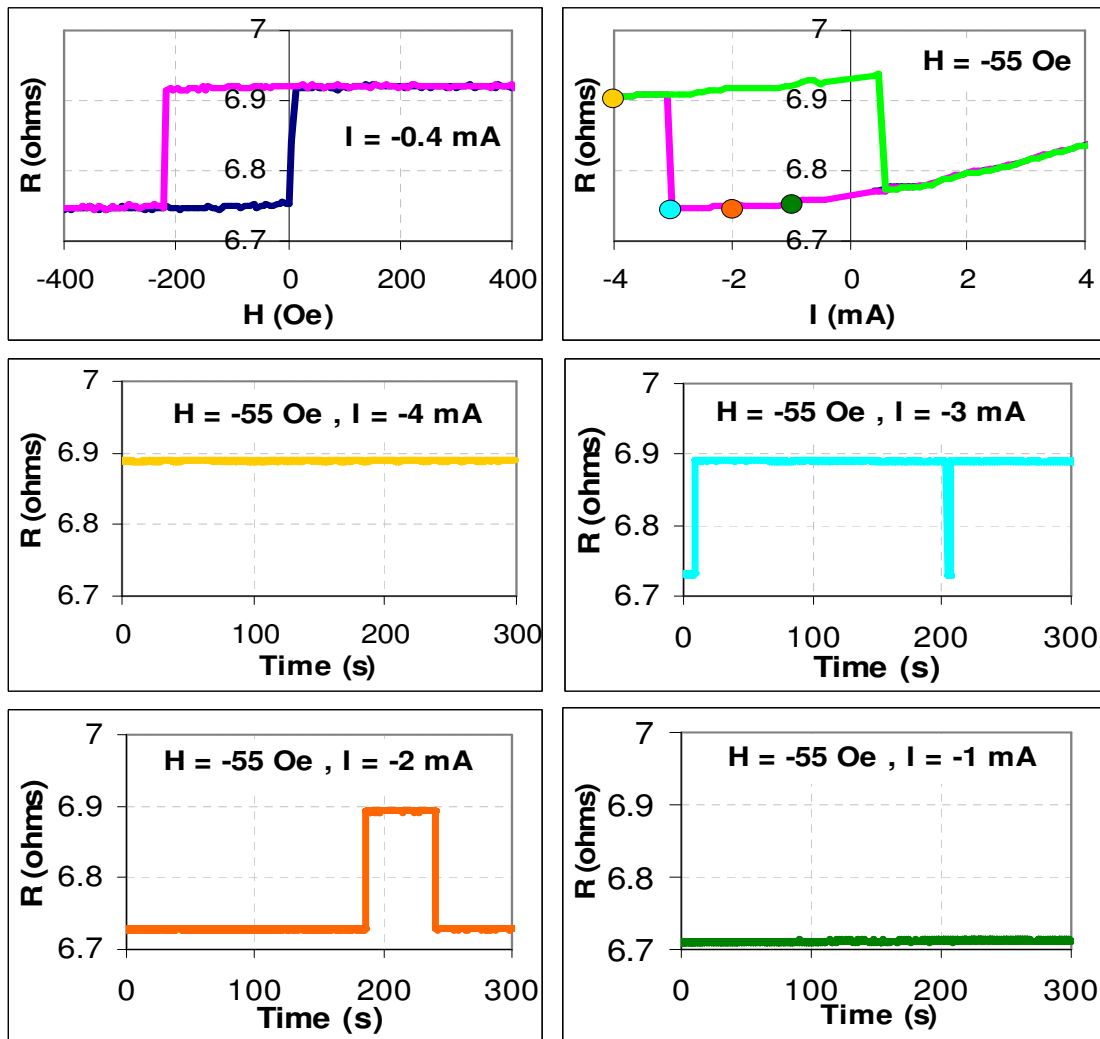 7
6.9
6.8
6.7
R (ohms)
I = -0.4 mA
-400 -200 0 200 400
H (Oe)
7
6.9
6.8
6.7
R (ohms)
H = -55 Oe
-4 -2 0 2 4
I (mA)
7
6.9
6.8
6.7
R (ohms)
H = -55 Oe , I = -4 mA
0 100 200 300
Time (s)
7
6.9
6.8
6.7
R (ohms)
H = -55 Oe , I = -3 mA
0 100 200 300
Time (s)
7
6.9
6.8
6.7
R (ohms)
H = -55 Oe , I = -2 mA
0 100 200 300
Time (s)
7
6.9
6.8
6.7
R (ohms)
H = -55 Oe , I = -1 mA
0 100 200 300
Time (s)